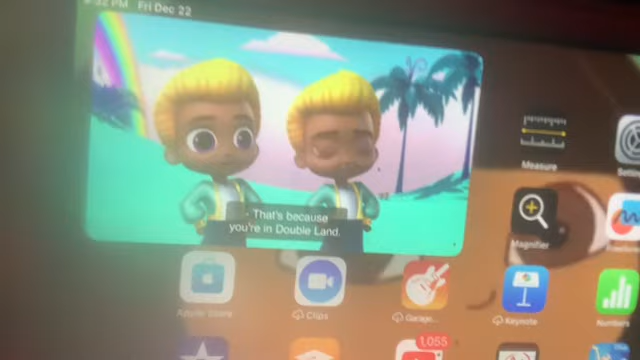 Fri Dec 22
- That's because
you're in Double Land.
Measure
Magnifier
Apple Store
Clips
Garage...
Keynote
Numbers
1,055